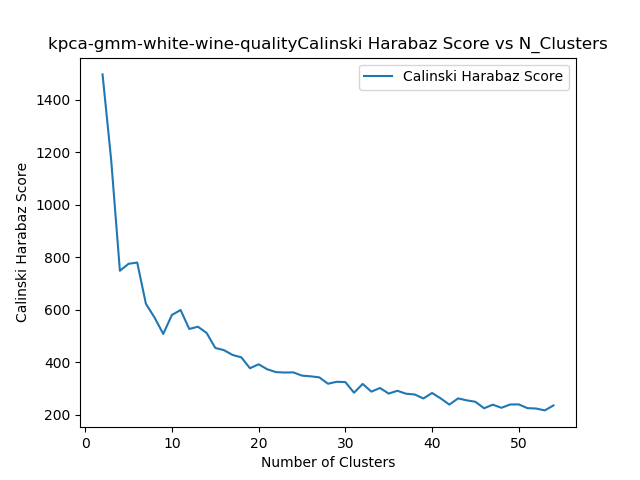 kpca-gmm-white-wine-qualityCalinski Harabaz Score vs N_Clusters
Calinski Harabaz Score
1400
1200
1000
800
600
400
200
Calinski Harabaz Score
0 10 20 30 40 50
Number of Clusters